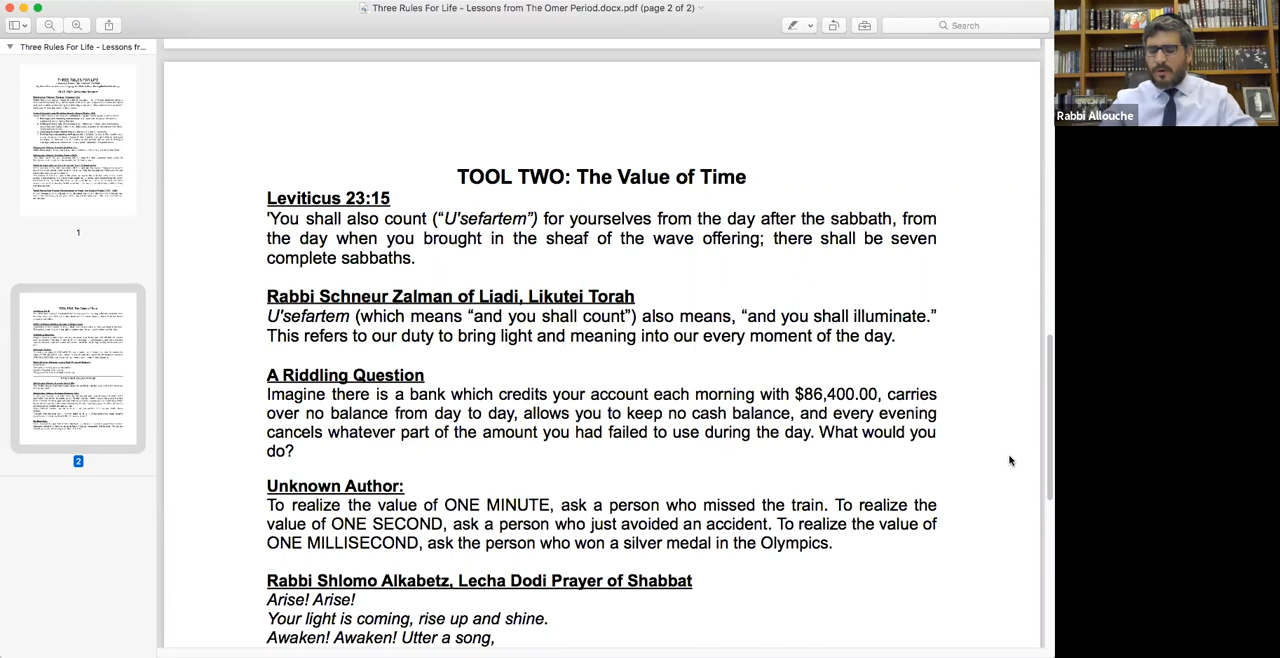 Three Rules For Life - Lessons from The Omer Period.docx.pdf (page 2 of 2)
Search
Three Rules For Life - Lessons fr...
1
2
Rabbi Allouche
TOOL TWO: The Value of Time
Leviticus 23:15
'You shall also count (“U'sefartem”) for yourselves from the day after the sabbath, from
the day when you brought in the sheaf of the wave offering; there shall be seven
complete sabbaths.
Rabbi Schneur Zalman of Liadi, Likutei Torah
U'sefartem (which means “and you shall count”) also means, “and you shall illuminate.”
This refers to our duty to bring light and meaning into our every moment of the day.
A Riddling Question
Imagine there is a bank which credits your account each morning with $86,400.00, carries
over no balance from day to day, allows you to keep no cash balance, and every evening
cancels whatever part of the amount you had failed to use during the day. What would you
do?
Unknown Author:
To realize the value of ONE MINUTE, ask a person who missed the train. To realize the
value of ONE SECOND, ask a person who just avoided an accident. To realize the value of
ONE MILLISECOND, ask the person who won a silver medal in the Olympics.
Rabbi Shlomo Alkabetz, Lecha Dodi Prayer of Shabbat
Arise! Arise!
Your light is coming, rise up and shine.
Awaken! Awaken! Utter a song,